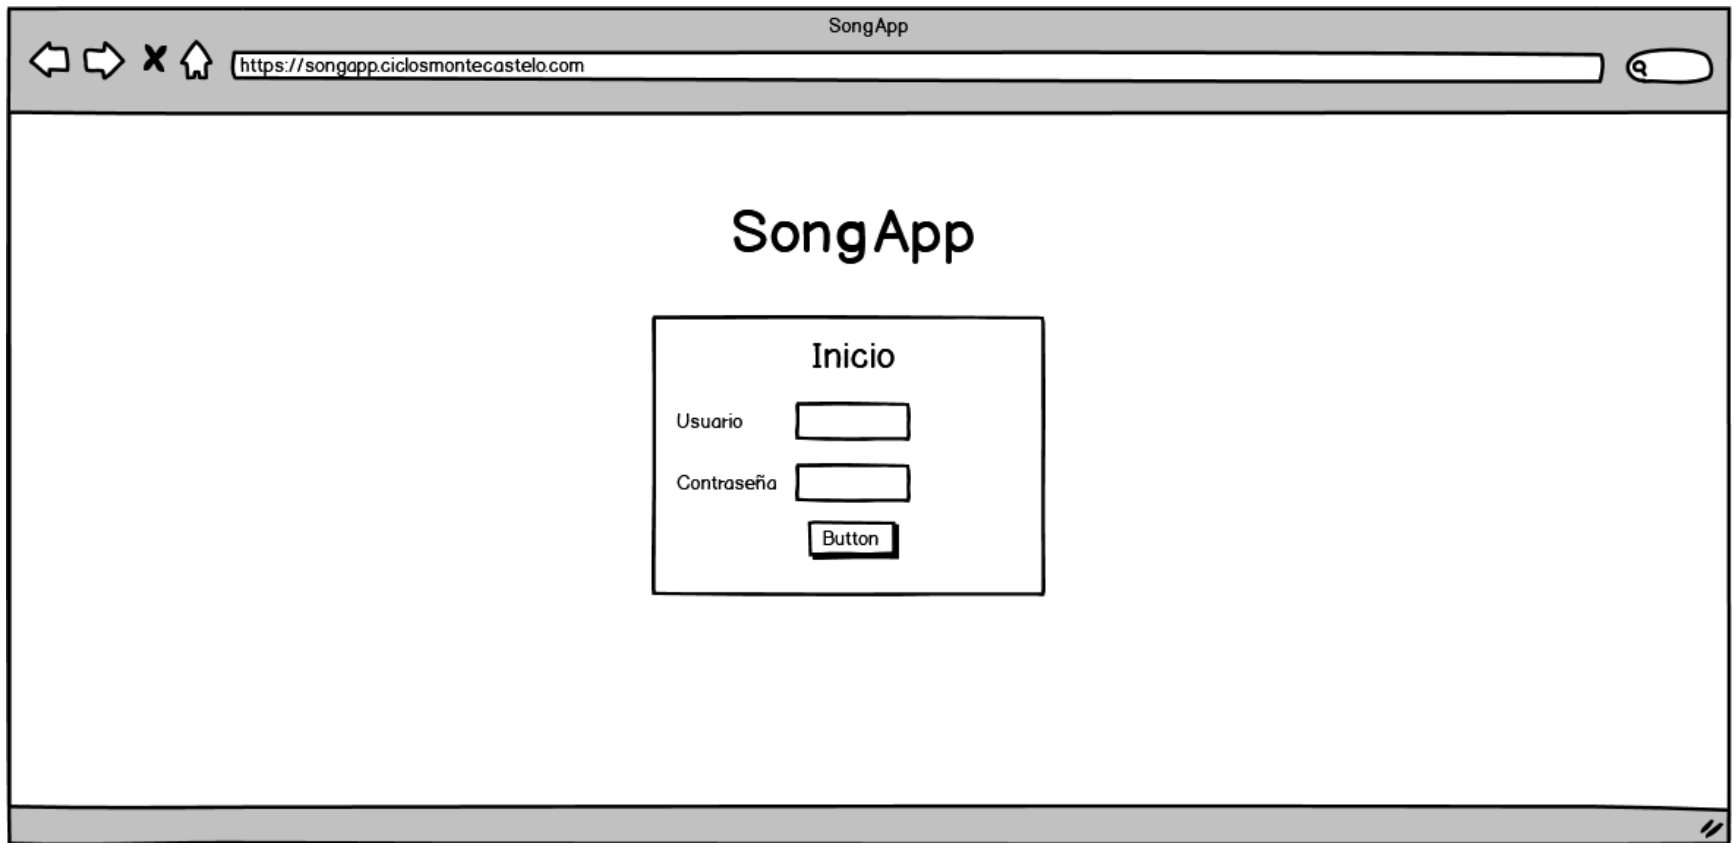 SongApp
https://songapp.ciclosmontecastelo.com
SongApp
Inicio
Usuario
Contraseña
Button